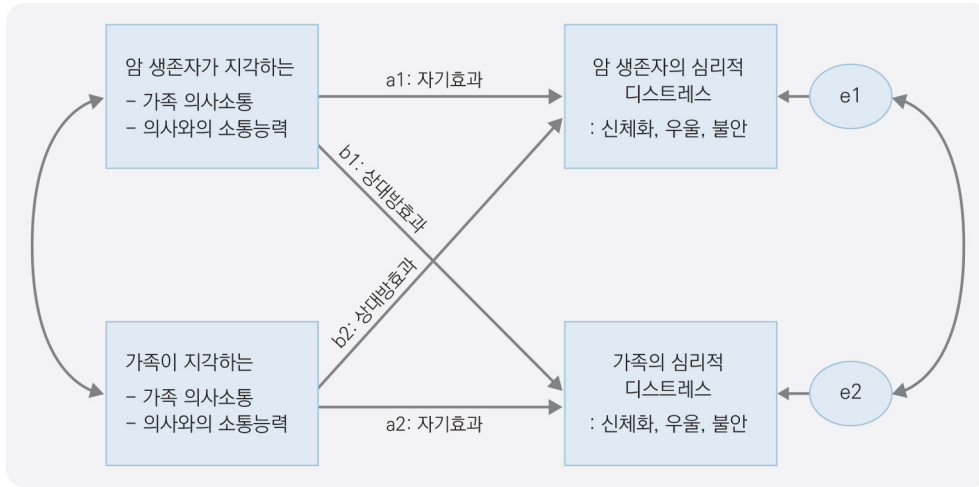 암 생존자가 지각하는
– 가족 의사소통
– 의사와의 소통능력
a1: 자기효과
암 생존자의 심리적
디스트레스
: 신체화, 우울, 불안
e1
b1: 상대방효과
b2: 상대방효과
가족이 지각하는
– 가족 의사소통
– 의사와의 소통능력
a2: 자기효과
가족의 심리적
디스트레스
: 신체화, 우울, 불안
e2